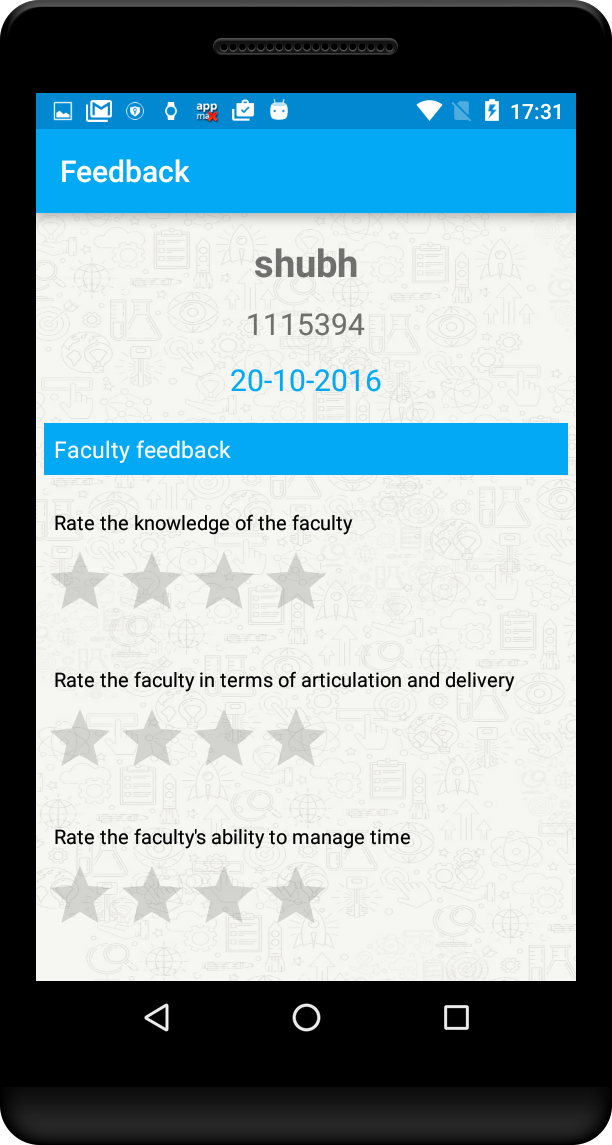 app
max
17:31
Feedback
shubh
1115394
20-10-2016
Faculty feedback
Rate the knowledge of the faculty
Rate the faculty in terms of articulation and delivery
Rate the faculty's ability to manage time